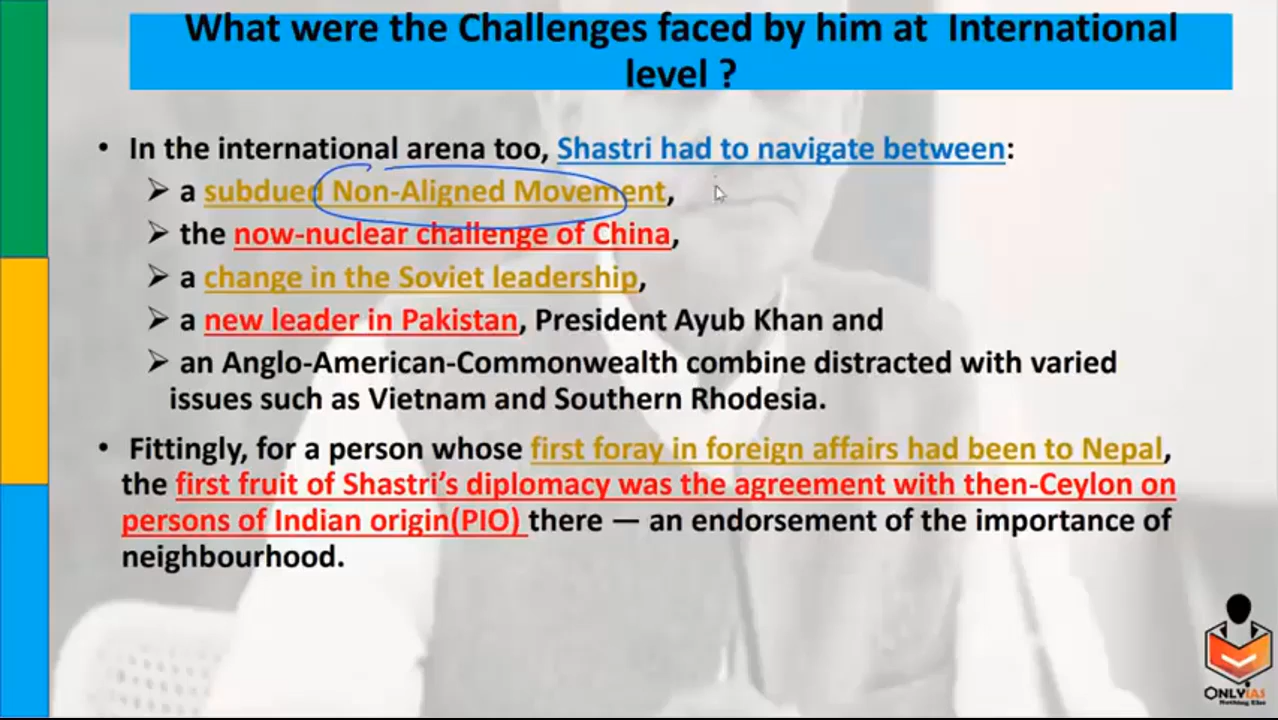 What were the Challenges faced by him at International
level ?
• In the international arena too, Shastri had to navigate between:
➢ a subdued Non-Aligned Movement,
➢ the now-nuclear challenge of China,
➢ a change in the Soviet leadership,
➢ a new leader in Pakistan, President Ayub Khan and
➢ an Anglo-American-Commonwealth combine distracted with varied
issues such as Vietnam and Southern Rhodesia.
• Fittingly, for a person whose first foray in foreign affairs had been to Nepal,
the first fruit of Shastri’s diplomacy was the agreement with then-Ceylon on
persons of Indian origin(PIO) there — an endorsement of the importance of
neighbourhood.
ONLYIAS
Nothing Else